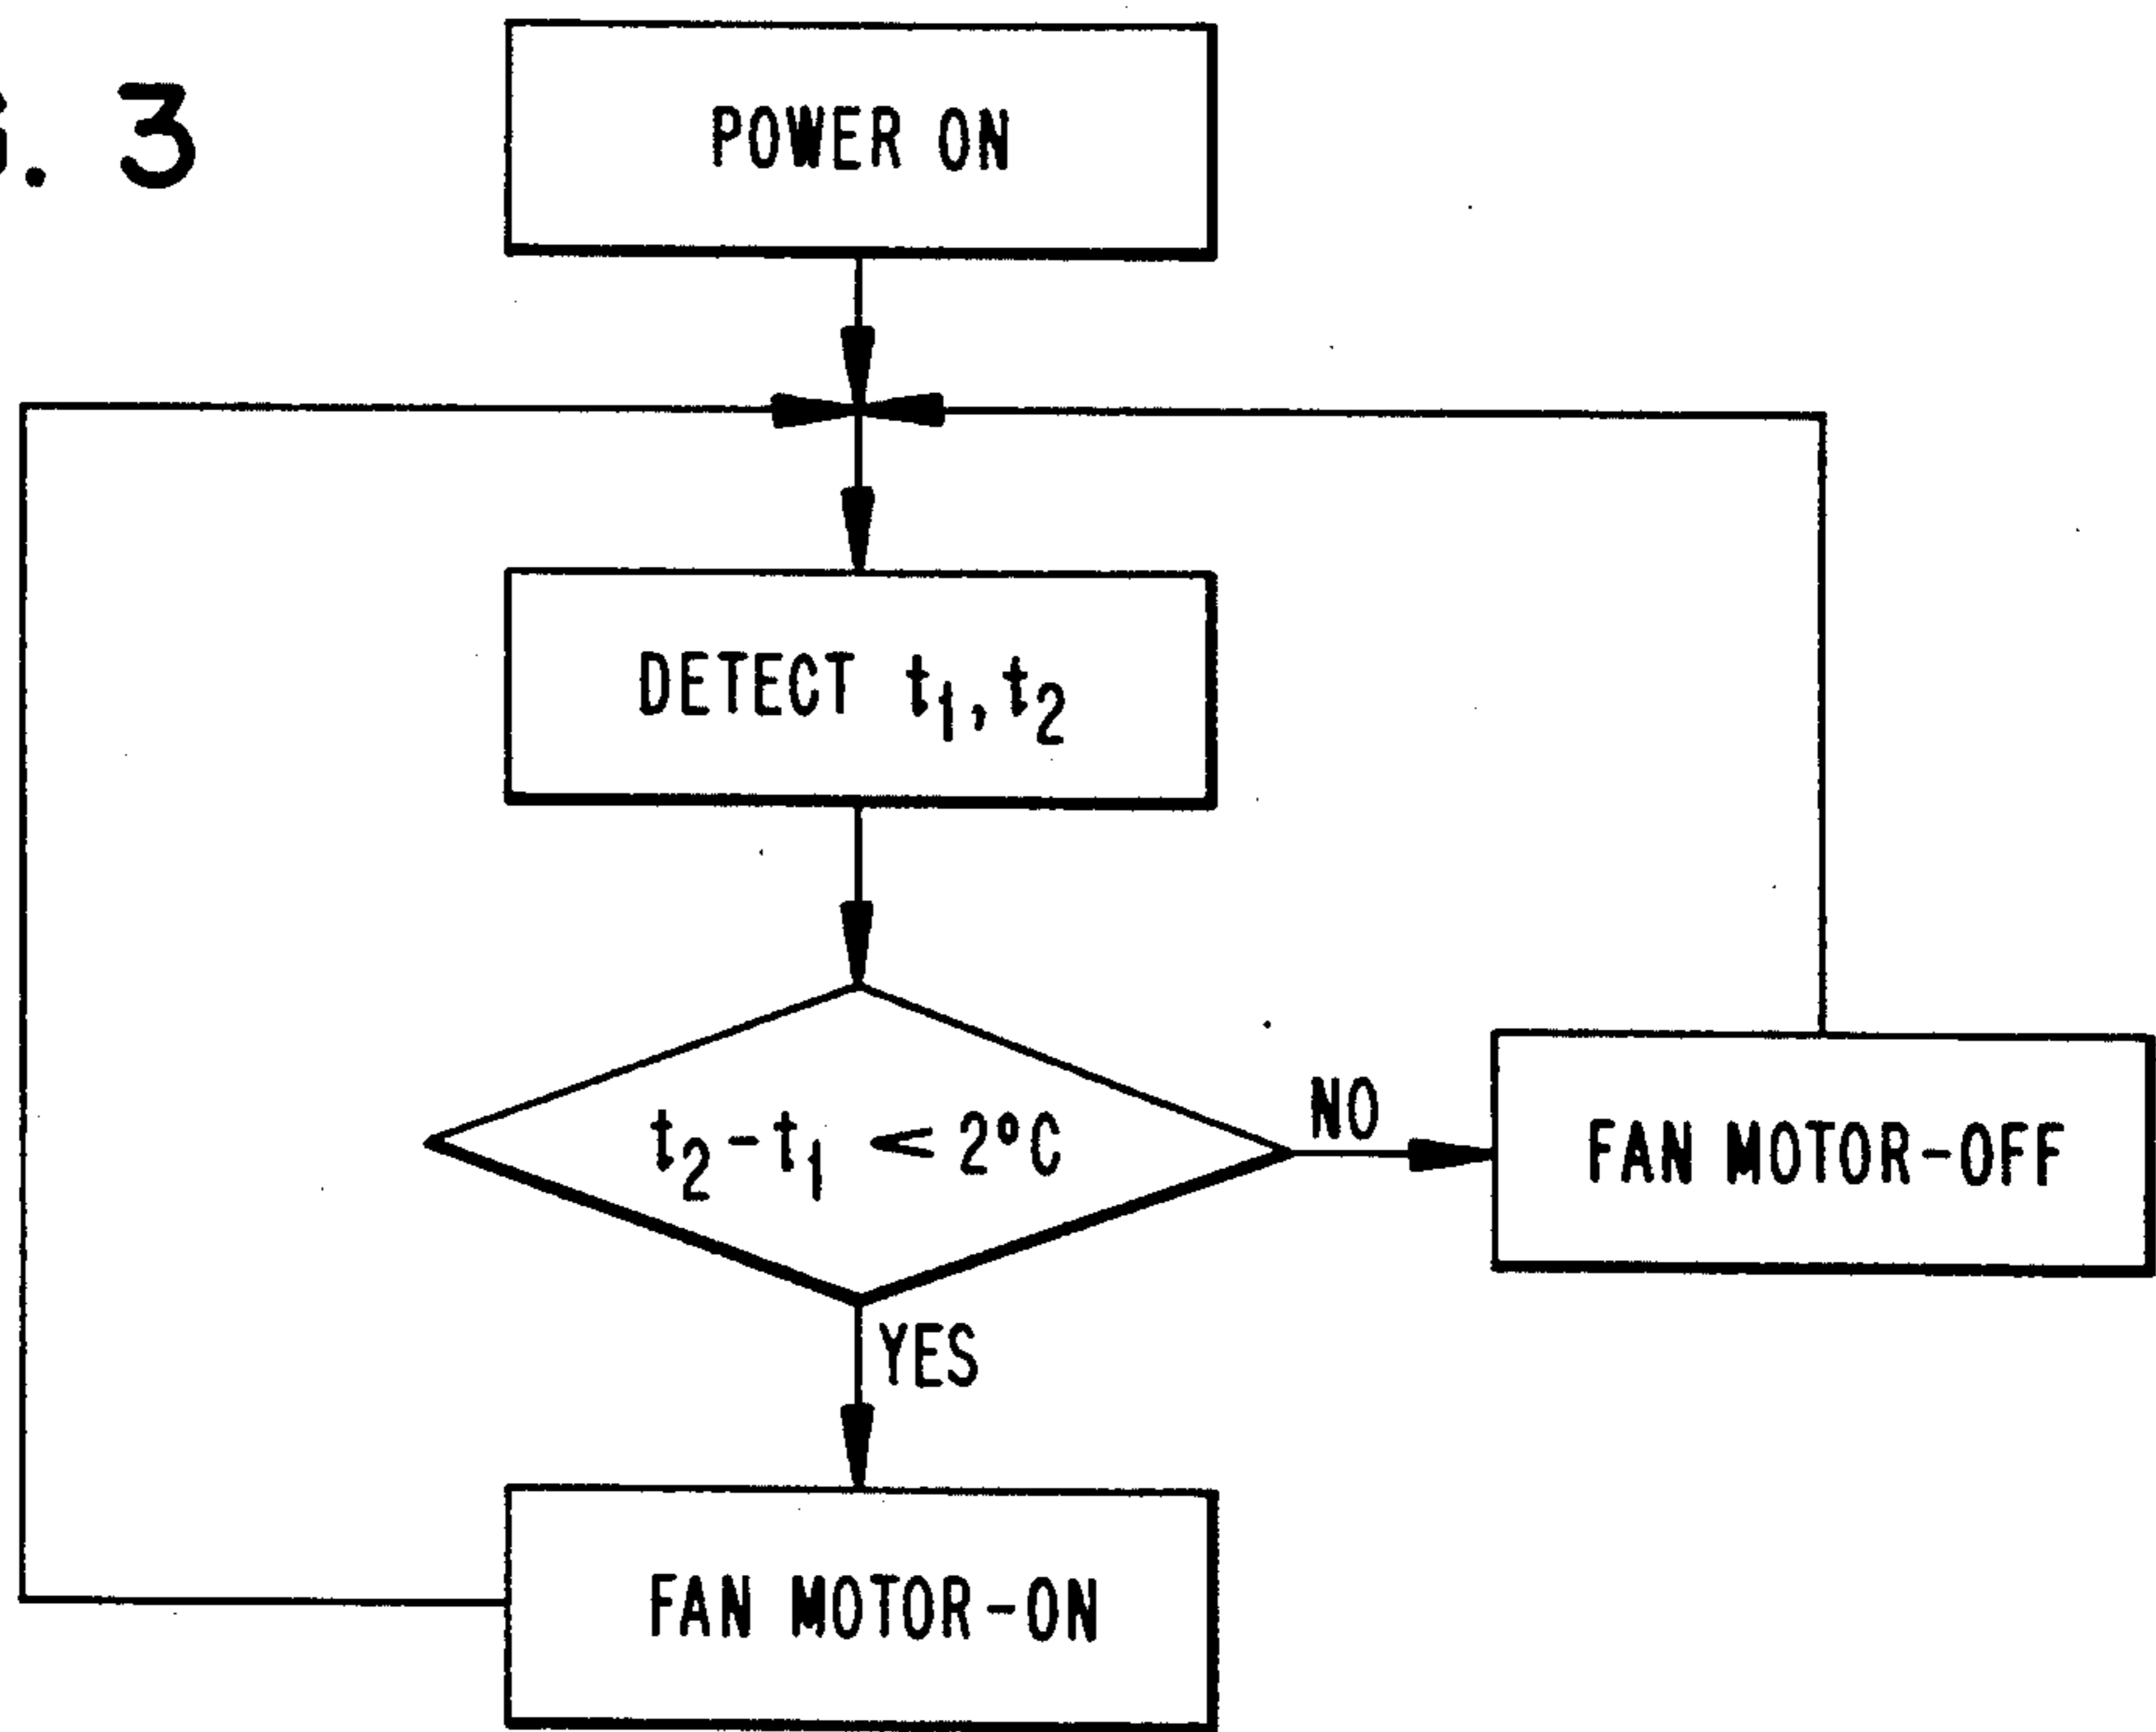 . 3
POWER ON
DETECT t₁, t₂
t₂ - t₁ < 2°C
NO
FAN MOTOR-OFF
YES
FAN MOTOR-ON